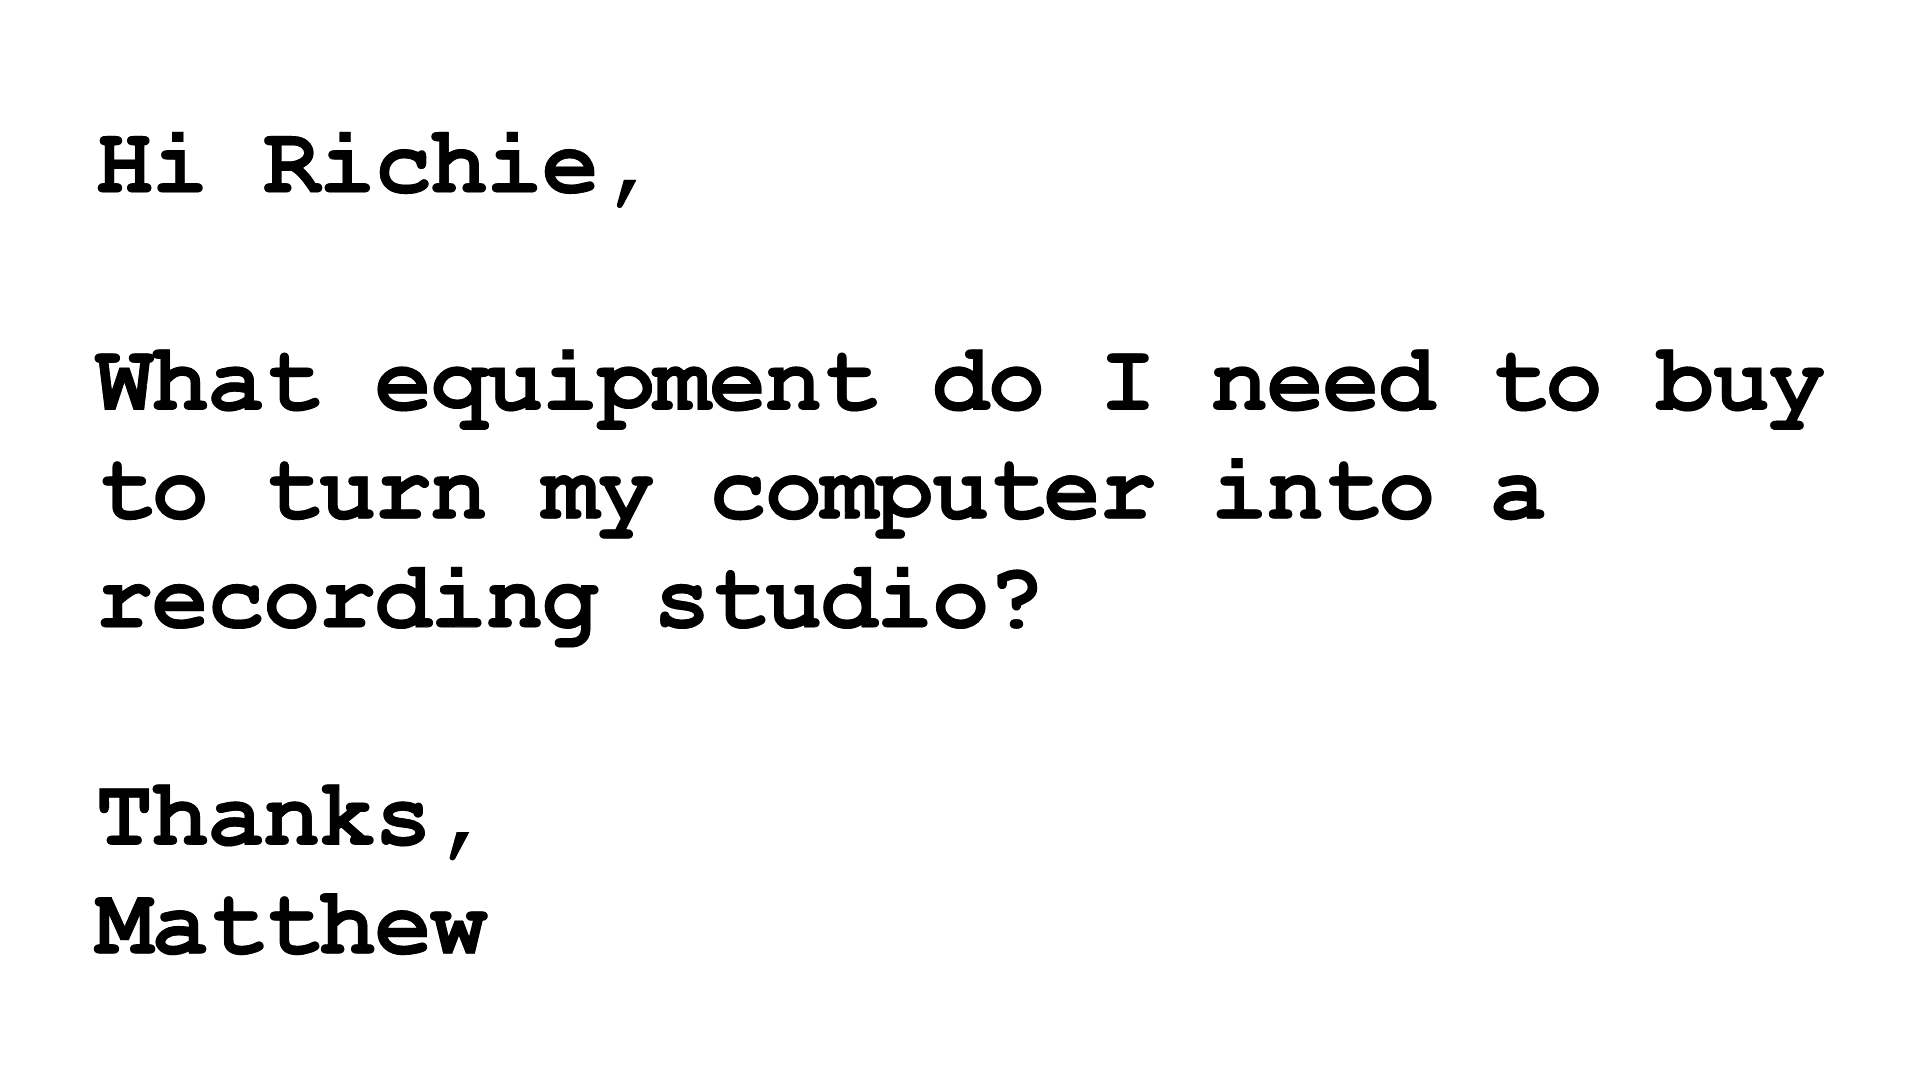 Hi Richie,
What equipment do I need to buy
to turn my computer into a
recording studio?
Thanks,
Matthew